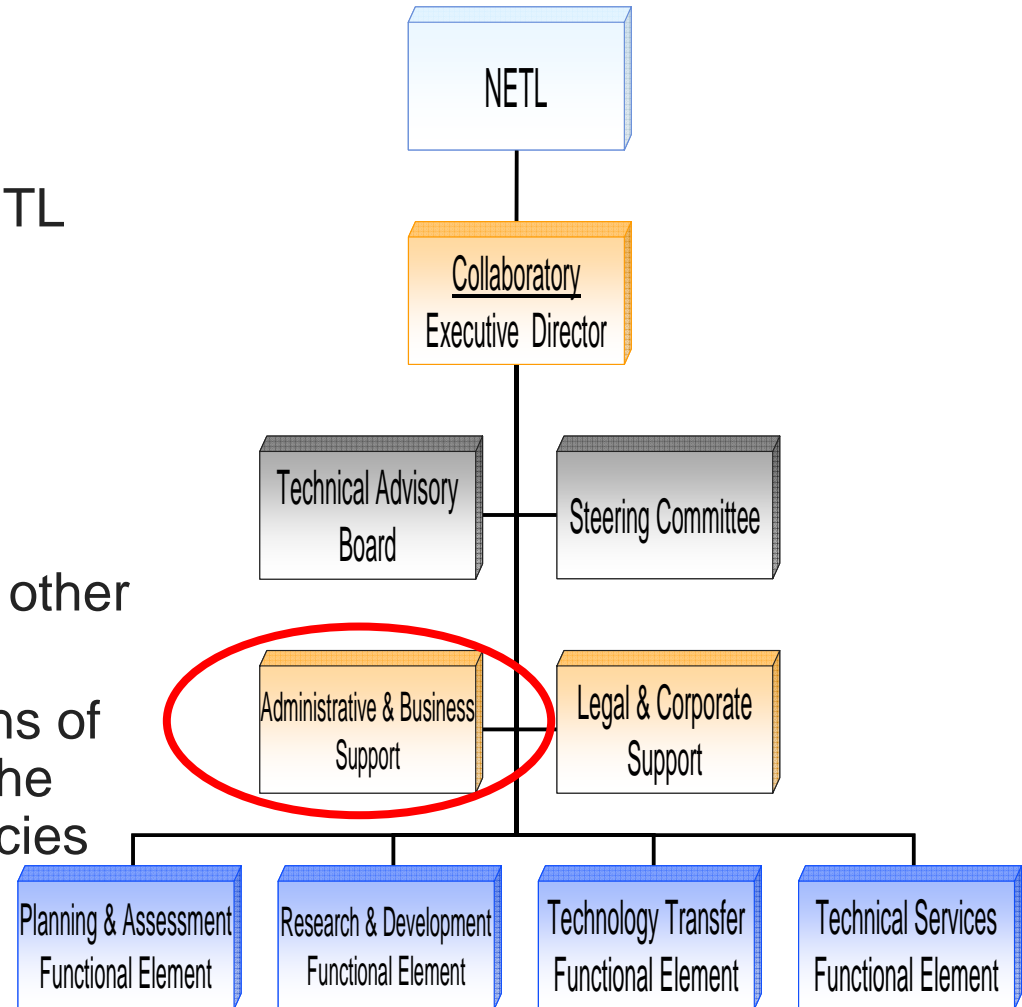 NETL
TL
Collaboratory
Executive Director
Technical Advisory
Board
Steering Committee
other
Administrative & Business
Support
Legal & Corporate
Support
ns of
he
cies
Planning & Assessment
Functional Element
Research & Development
Functional Element
Technology Transfer
Functional Element
Technical Services
Functional Element